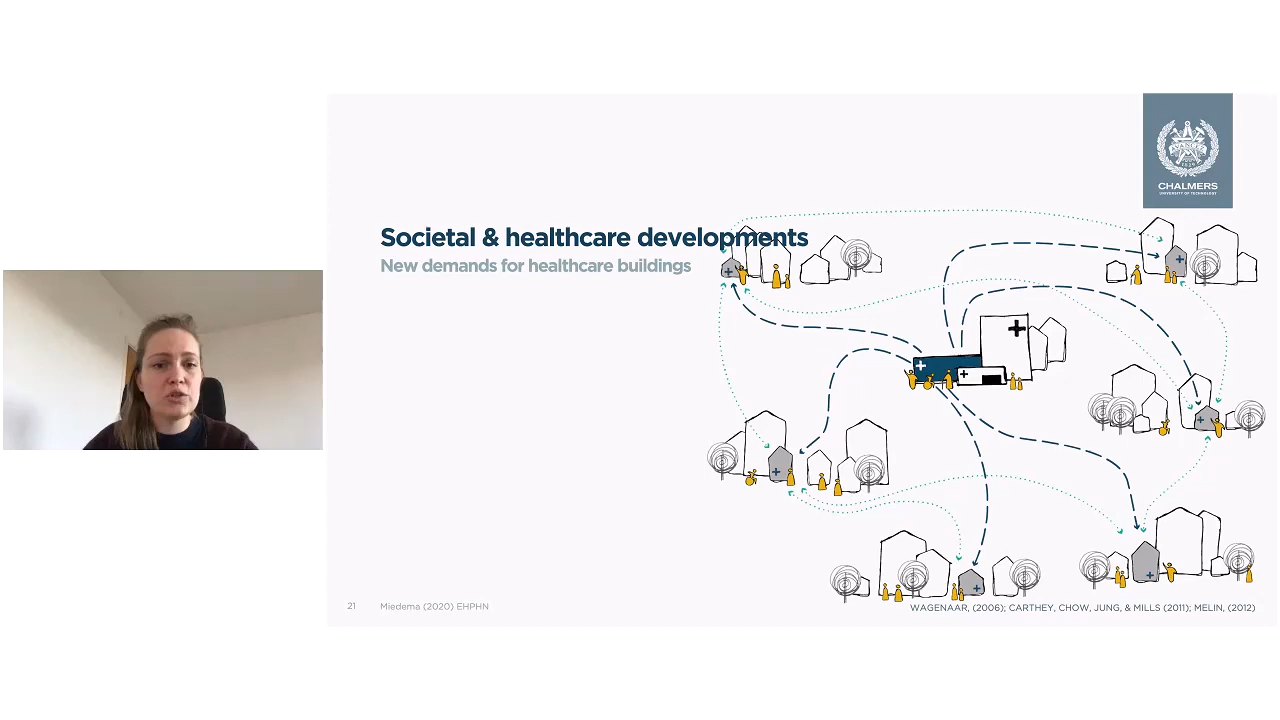 CHALMERS
UNIVERSITY OF TECHNOLOGY
Societal & healthcare developments
New demands for healthcare buildings
21
Miedema (2020) EHPHN
WAGENAAR, (2006); CARTHEY, CHOW, JUNG, & MILLS (2011); MELIN, (2012)